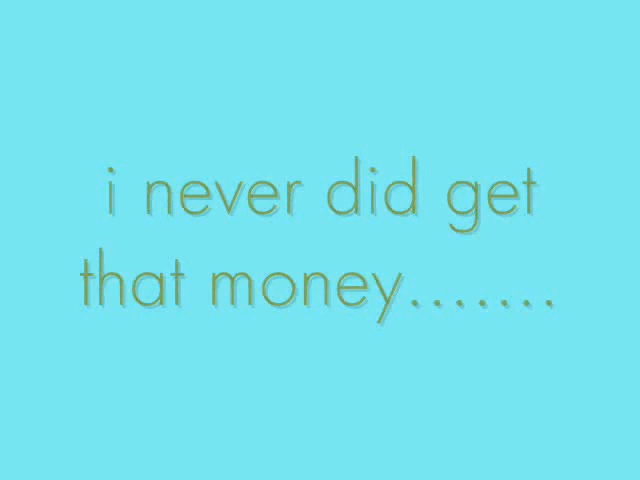 i never did get
that money.......